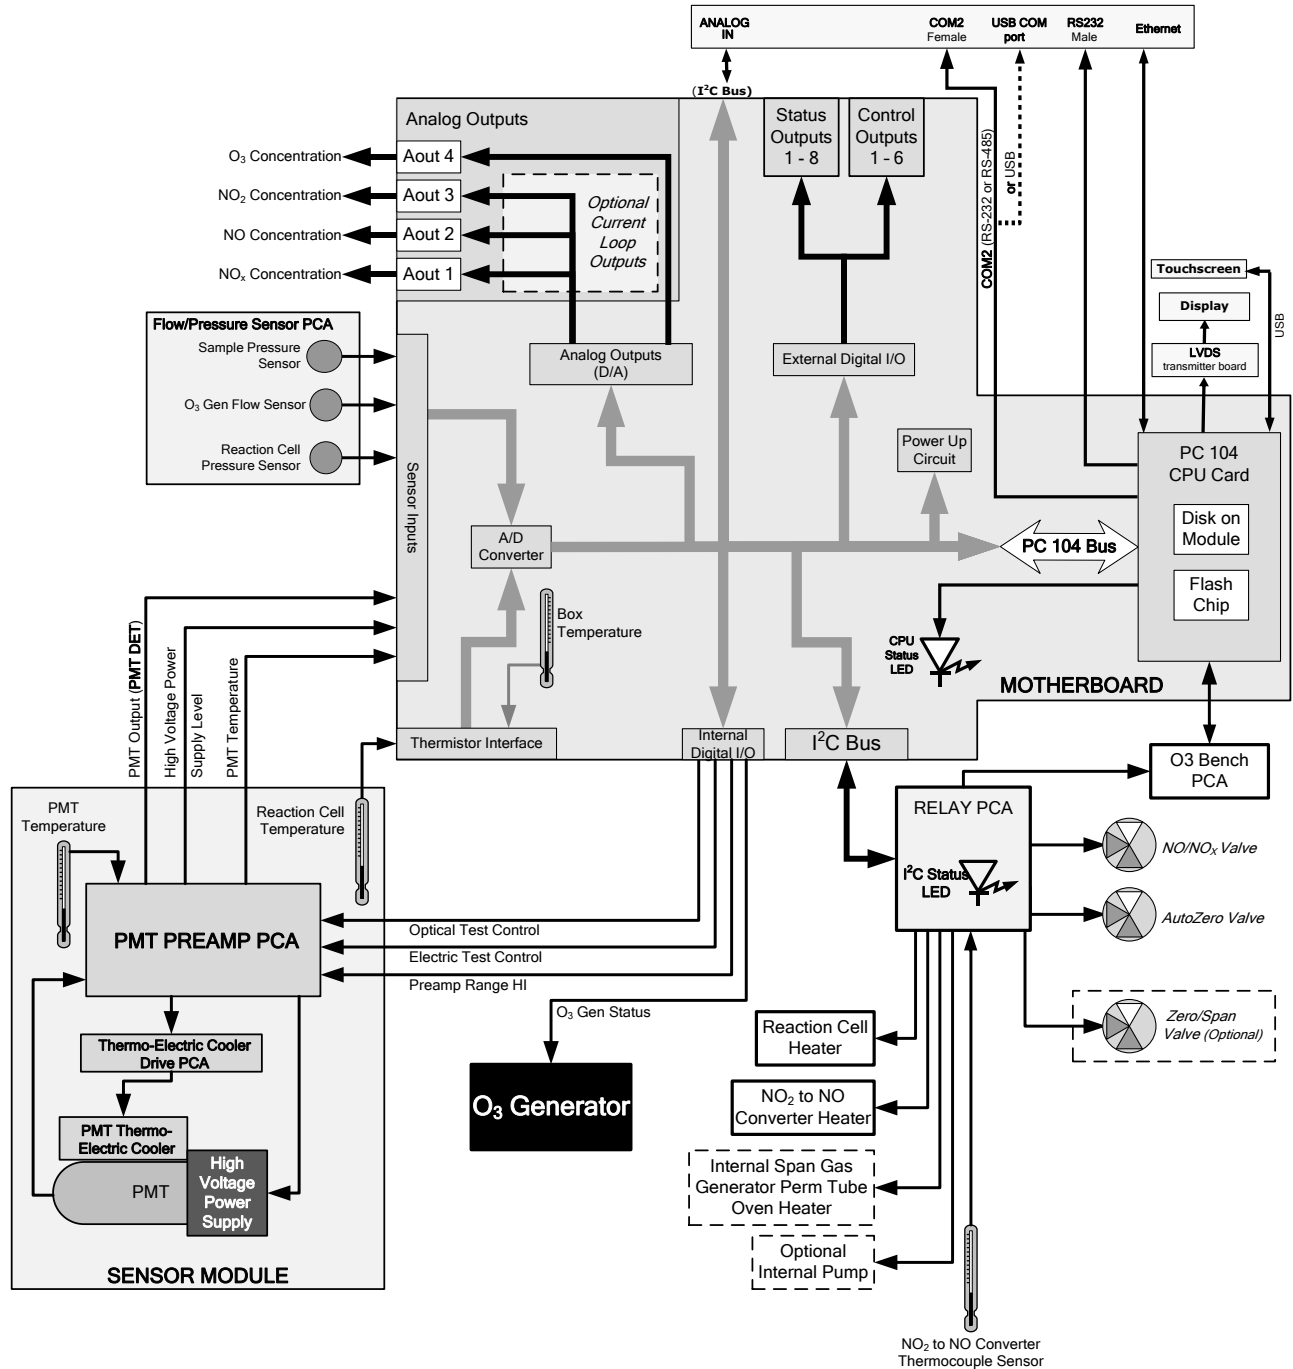 ANALOG
IN
COM2
Female
USB COM
port
RS232
Male
Ethernet
(I²C Bus)
Analog Outputs
Status
Outputs
1 - 8
Control
Outputs
1 - 6
COM2 (RS-232 or RS-485)
or USB
O₃ Concentration
Aout 4
NO₂ Concentration
Aout 3
NO Concentration
Aout 2
NOₓ Concentration
Aout 1
Optional
Current
Loop
Outputs
Touchscreen
Display
LVDS
transmitter board
USB
Flow/Pressure Sensor PCA
Sample Pressure
Sensor
O₃ Gen Flow Sensor
Reaction Cell
Pressure Sensor
Analog Outputs
(D/A)
External Digital I/O
Sensor Inputs
Power Up
Circuit
PC 104
CPU Card
Disk on
Module
Flash
Chip
A/D
Converter
PC 104 Bus
Box
Temperature
CPU
Status
LED
MOTHERBOARD
PMT Output (PMT DET)
High Voltage Power
Supply Level
PMT Temperature
Thermistor Interface
Internal
Digital I/O
I²C Bus
O3 Bench
PCA
PMT
Temperature
Reaction Cell
Temperature
RELAY PCA
I²C Status
LED
NO/NOₓ Valve
AutoZero Valve
Zero/Span
Valve (Optional)
PMT PREAMP PCA
Optical Test Control
Electric Test Control
Preamp Range HI
O₃ Gen Status
Thermo-Electric Cooler
Drive PCA
PMT Thermo-
Electric Cooler
PMT
High
Voltage
Power
Supply
SENSOR MODULE
O₃ Generator
Reaction Cell
Heater
NO₂ to NO
Converter Heater
Internal Span Gas
Generator Perm Tube
Oven Heater
Optional
Internal Pump
NO₂ to NO Converter
Thermocouple Sensor